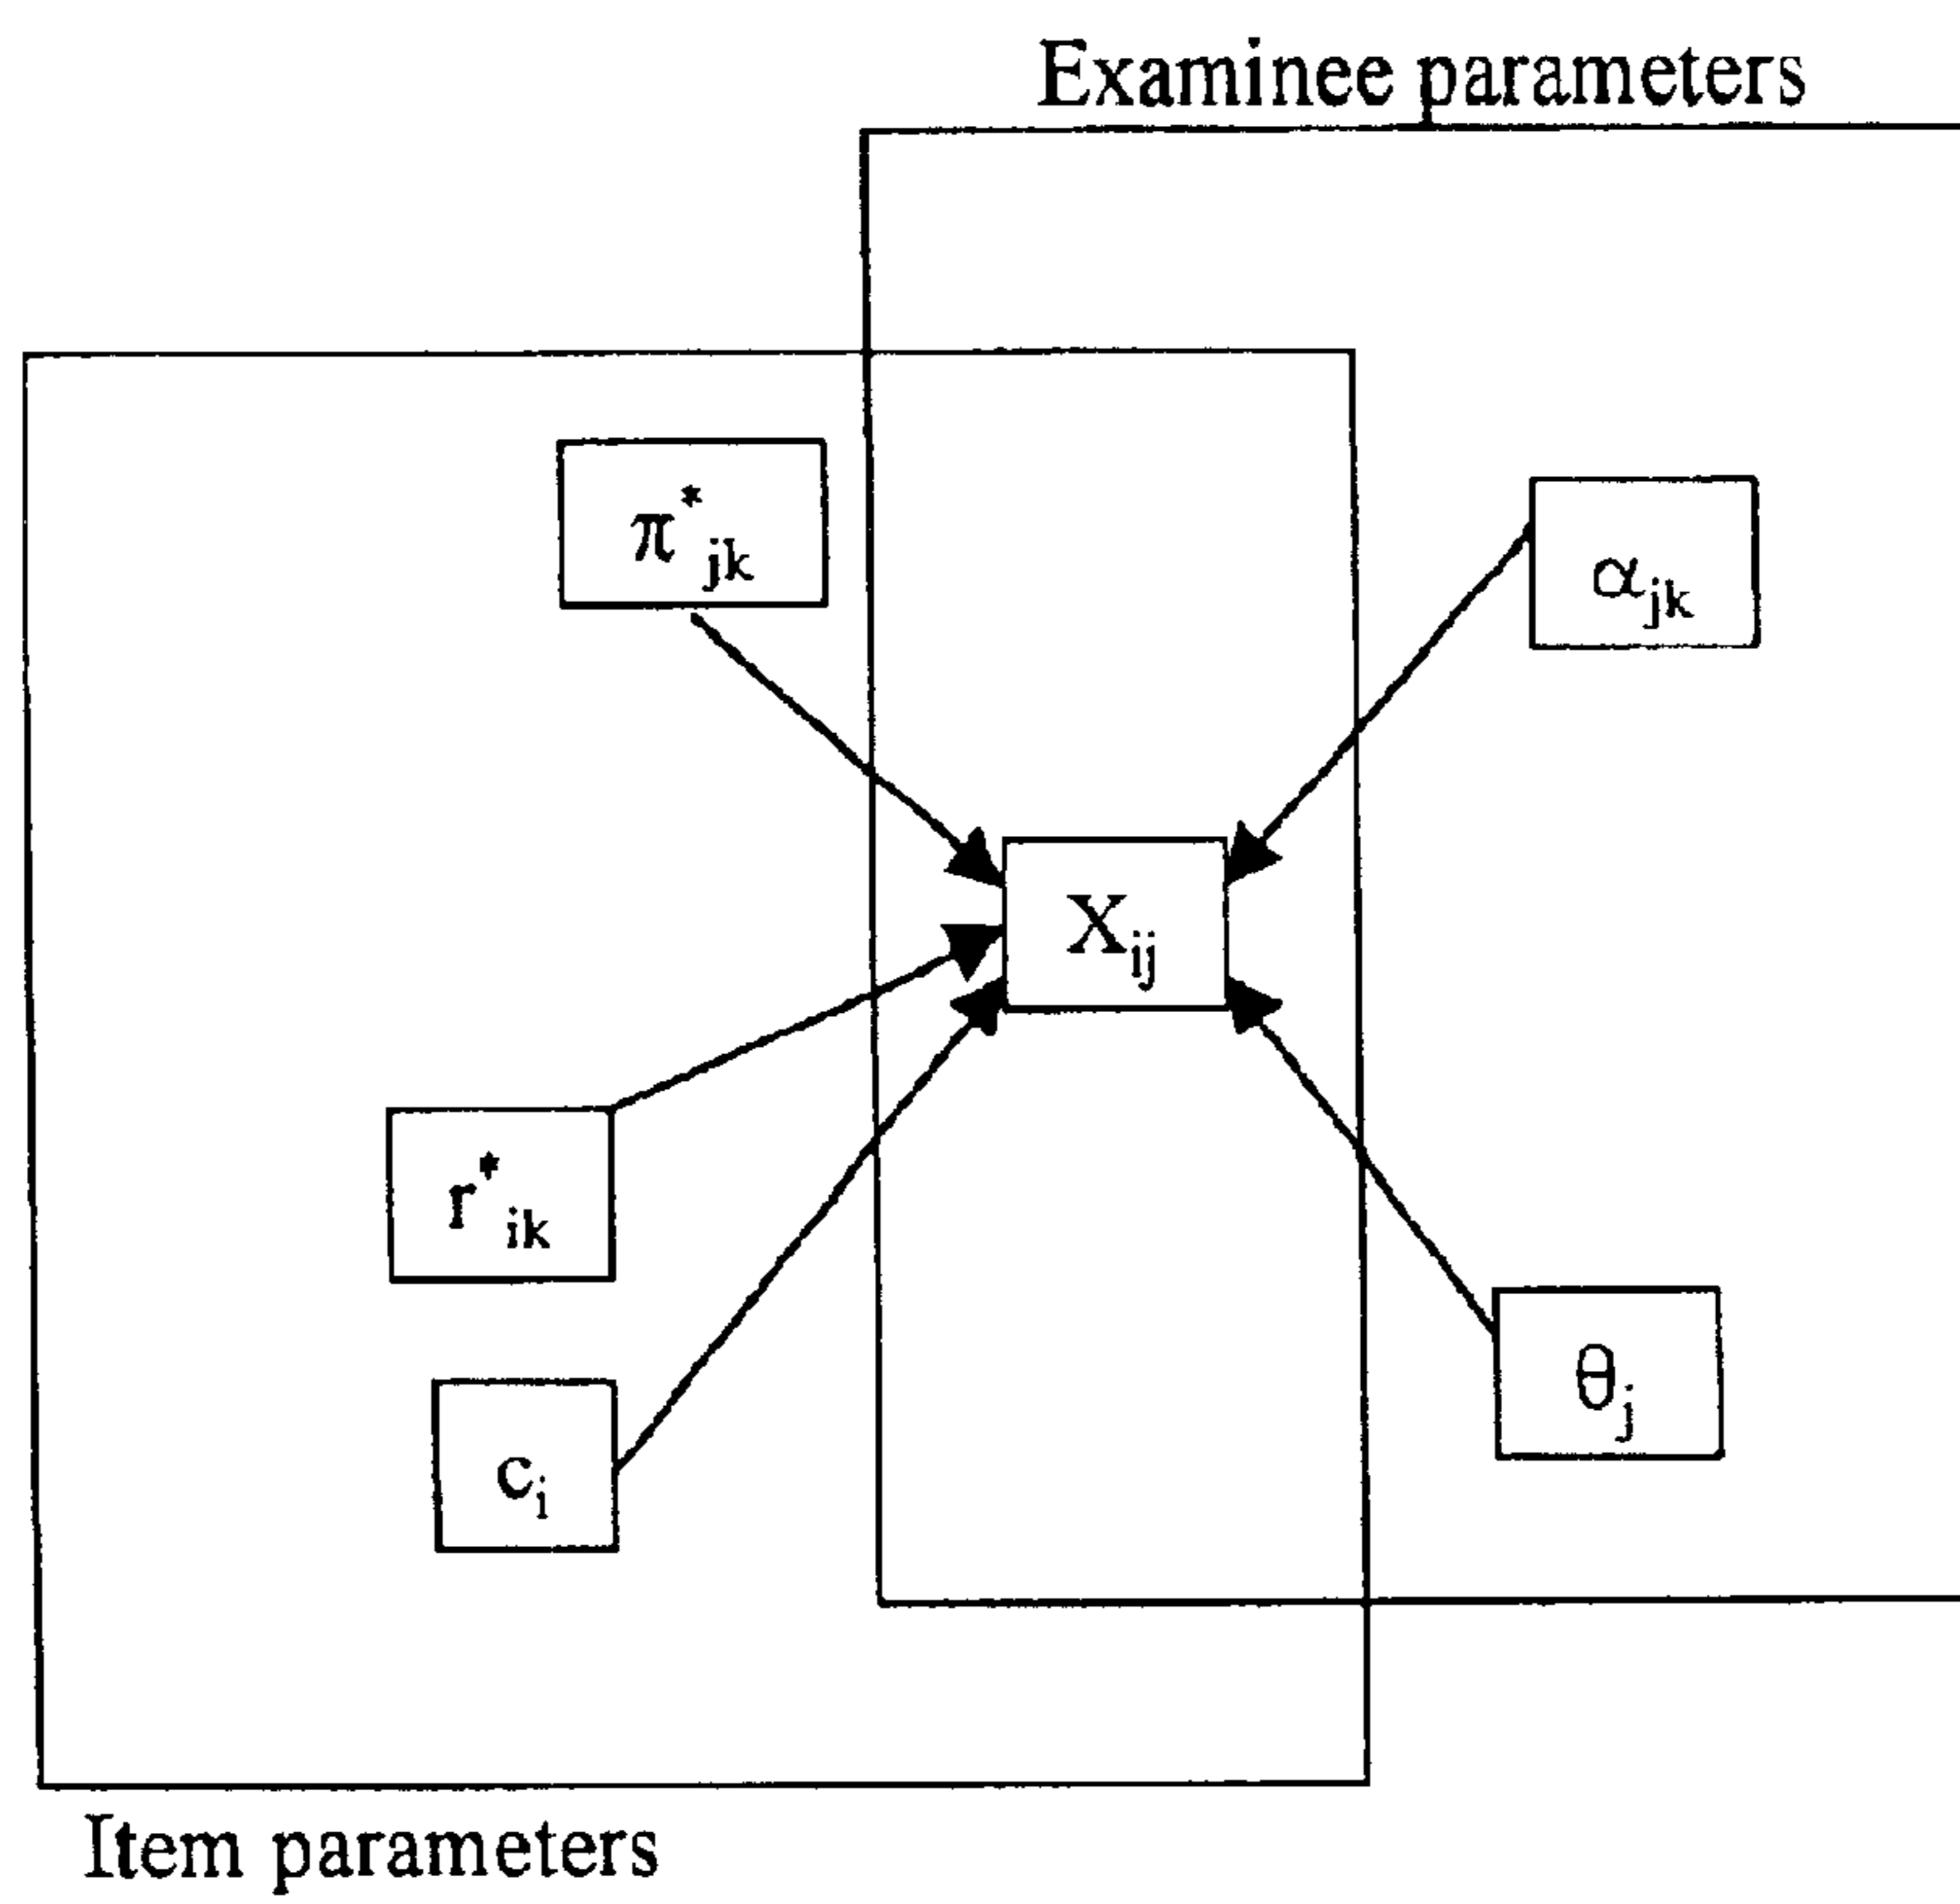 Examinee parameters
π*jk
αjk
Xij
r*ik
θj
ci
Item parameters